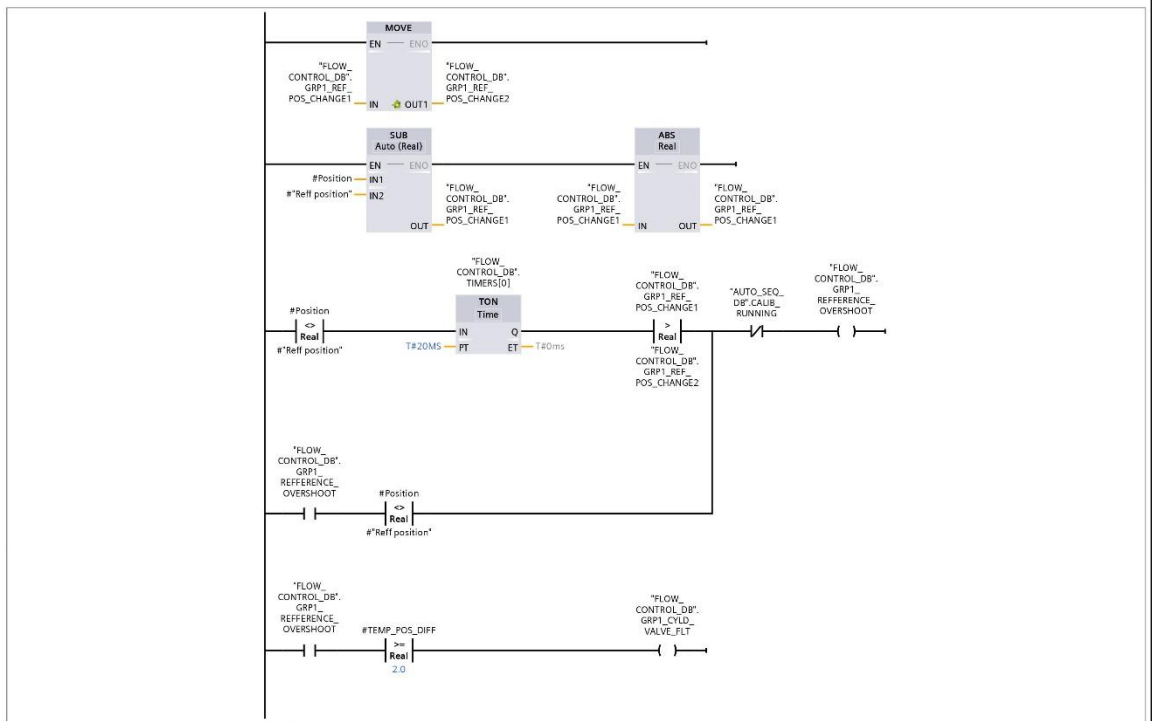 MOVE
EN
ENO
"FLOW_
CONTROL_DB".
GRP1_REF_
POS_CHANGE1
IN
OUT1
"FLOW_
CONTROL_DB".
GRP1_REF_
POS_CHANGE2
SUB
Auto (Real)
EN
ENO
#Position
IN1
#"Reff position"
IN2
OUT
"FLOW_
CONTROL_DB".
GRP1_REF_
POS_CHANGE1
ABS
Real
EN
ENO
"FLOW_
CONTROL_DB".
GRP1_REF_
POS_CHANGE1
IN
OUT
"FLOW_
CONTROL_DB".
GRP1_REF_
POS_CHANGE1
#Position
<>
Real
#"Reff position"
"FLOW_
CONTROL_DB".
TIMERS[0]
TON
Time
IN
Q
T#20MS
PT
ET
T#0ms
"FLOW_
CONTROL_DB".
GRP1_REF_
POS_CHANGE1
>
Real
"FLOW_
CONTROL_DB".
GRP1_REF_
POS_CHANGE2
"AUTO_SEQ_
DB".CALIB_
RUNNING
"FLOW_
CONTROL_DB".
GRP1_
REFFERENCE_
OVERSHOOT
"FLOW_
CONTROL_DB".
GRP1_
REFFERENCE_
OVERSHOOT
#Position
<>
Real
#"Reff position"
"FLOW_
CONTROL_DB".
GRP1_
REFFERENCE_
OVERSHOOT
#TEMP_POS_DIFF
>=
Real
2.0
"FLOW_
CONTROL_DB".
GRP1_CYLD_
VALVE_FLT